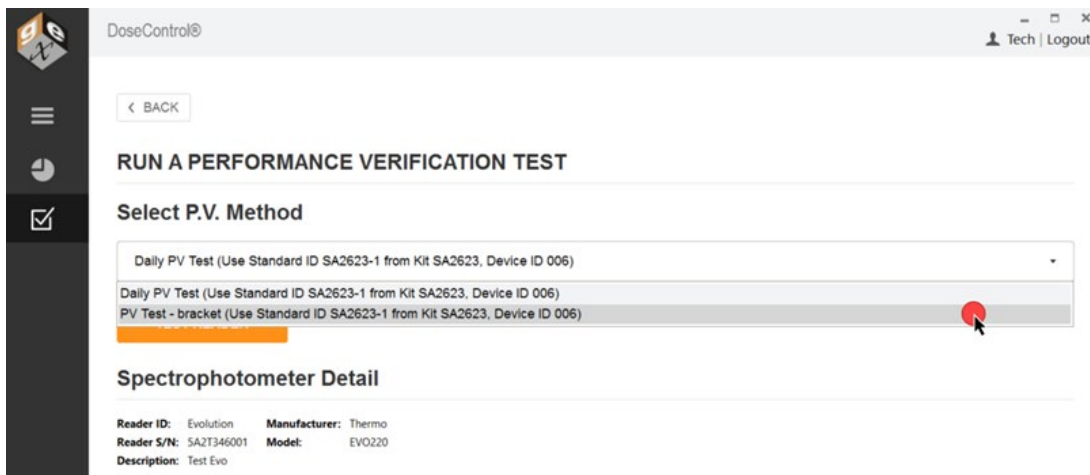 gex
DoseControl®
Tech | Logout
BACK
RUN A PERFORMANCE VERIFICATION TEST
Select P.V. Method
Daily PV Test (Use Standard ID SA2623-1 from Kit SA2623, Device ID 006)
Daily PV Test (Use Standard ID SA2623-1 from Kit SA2623, Device ID 006)
PV Test - bracket (Use Standard ID SA2623-1 from Kit SA2623, Device ID 006)
Spectrophotometer Detail
Reader ID: Evolution Manufacturer: Thermo
Reader S/N: 5A2T346001 Model: EVO220
Description: Test Evo